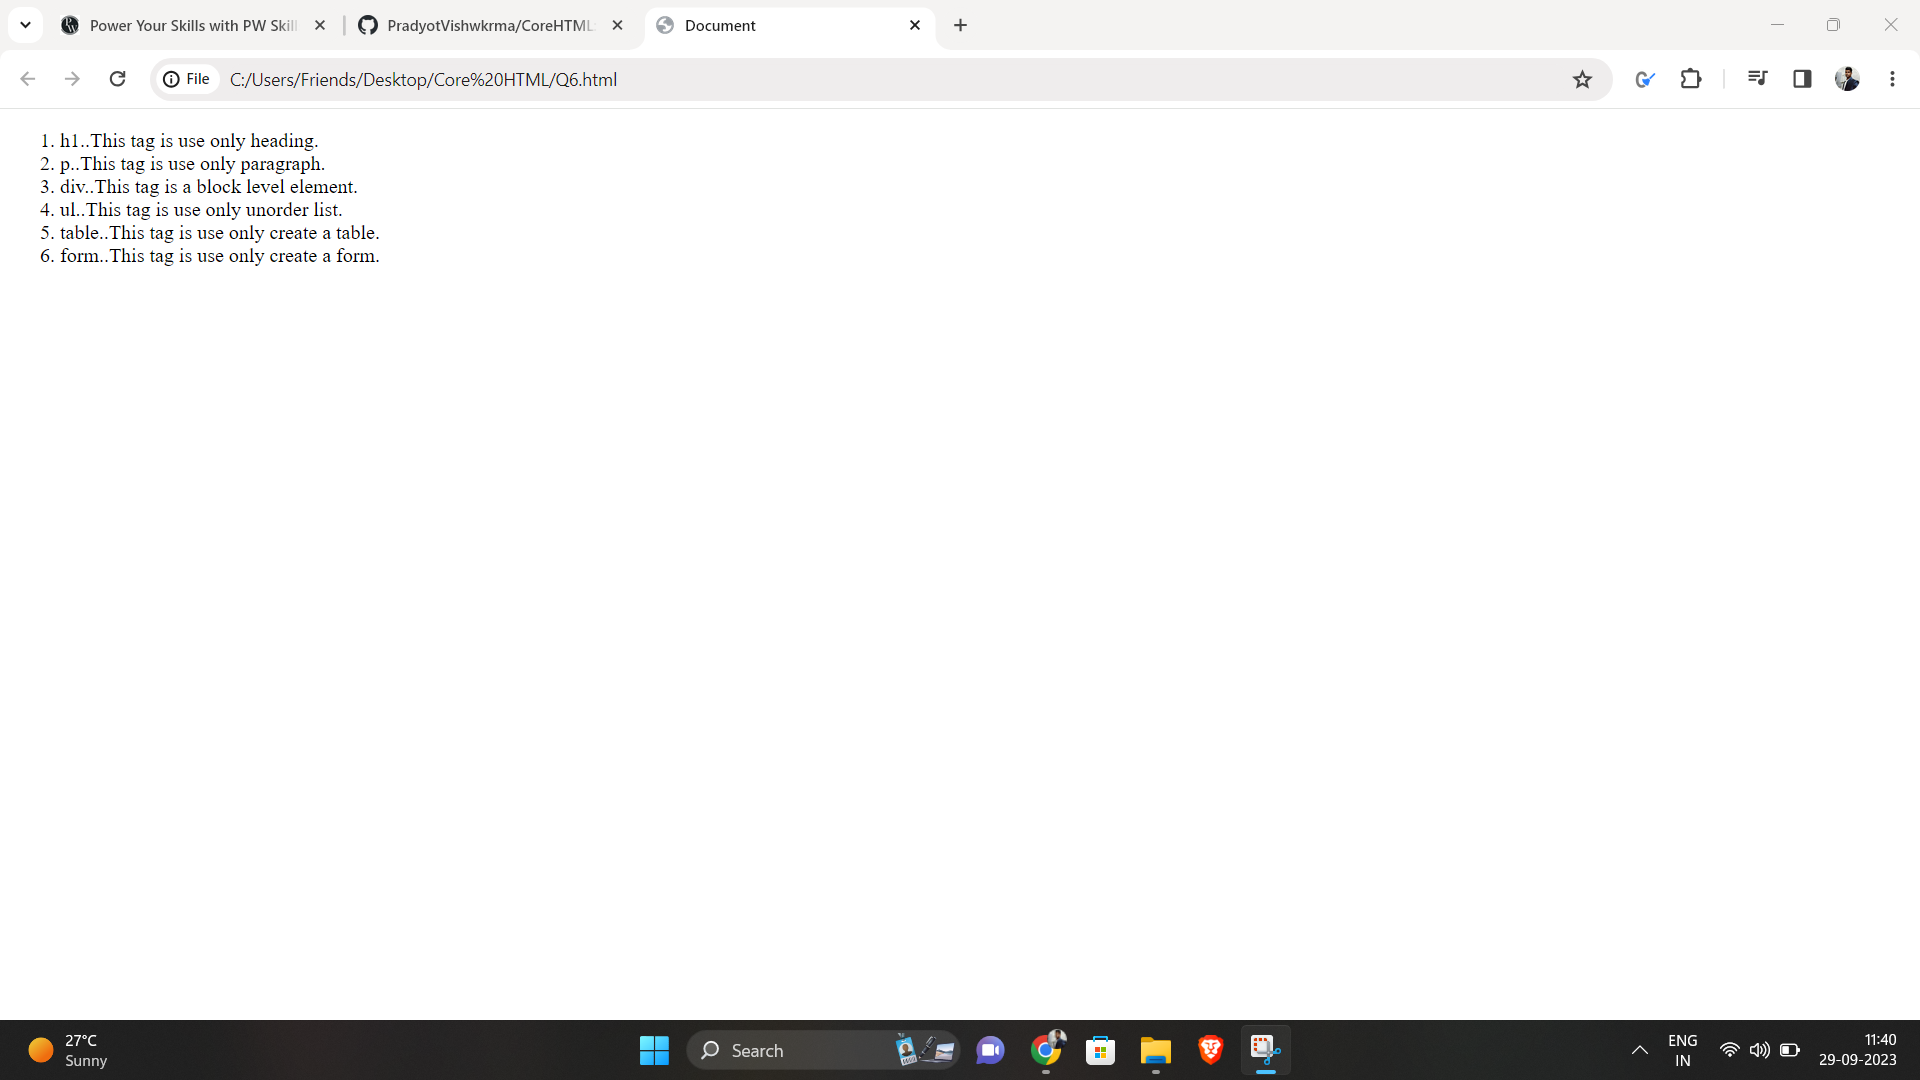 Power Your Skills with PW Skil
PradyotVishwkrma/CoreHTML
Document
File
C:/Users/Friends/Desktop/Core%20HTML/Q6.html
1. h1..This tag is use only heading.
2. p..This tag is use only paragraph.
3. div..This tag is a block level element.
4. ul..This tag is use only unorder list.
5. table..This tag is use only create a table.
6. form..This tag is use only create a form.
27°C
Sunny
Search
ENG
IN
11:40
29-09-2023